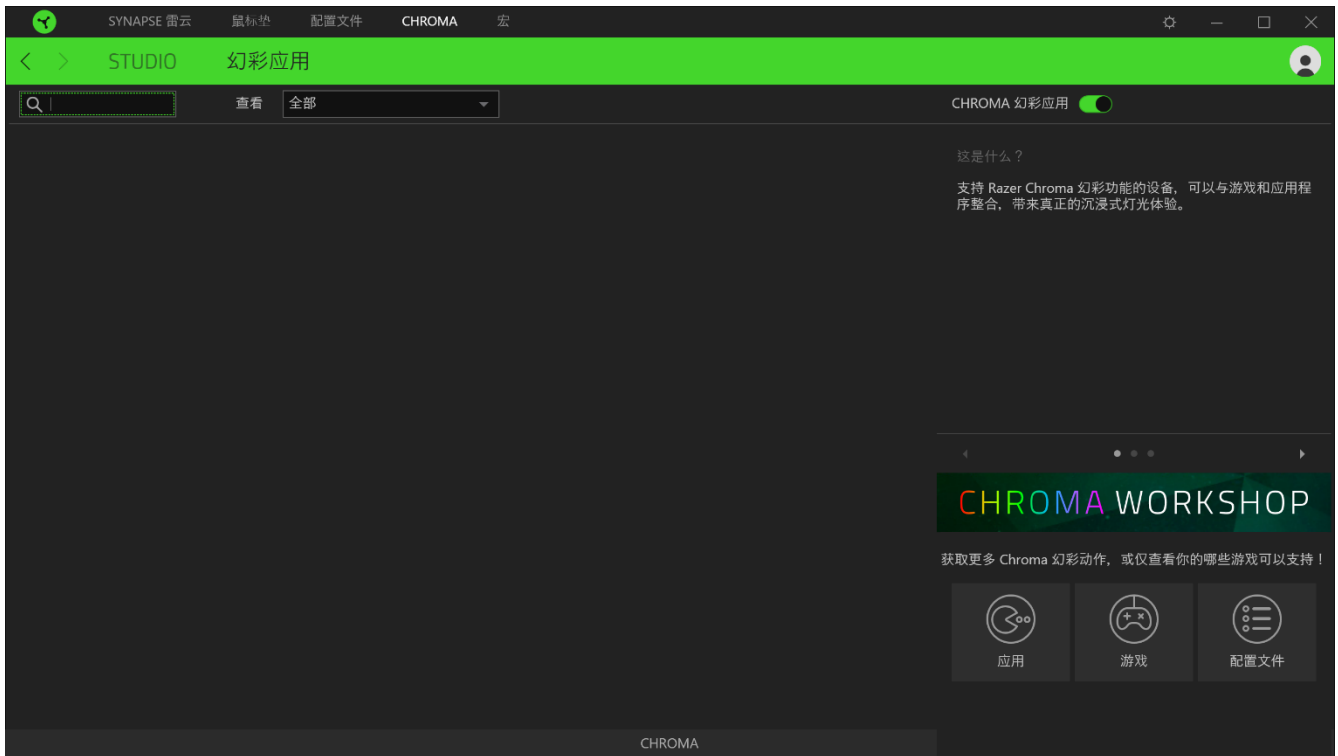 SYNAPSE 雷云 鼠标垫 配置文件 CHROMA 宏
STUDIO 幻彩应用
查看 全部 CHROMA 幻彩应用
这是什么？
支持 Razer Chroma 幻彩功能的设备，可以与游戏和应用程
序整合，带来真正的沉浸式灯光体验。
CHROMA WORKSHOP
获取更多 Chroma 幻彩动作，或仅查看你的哪些游戏可以支持！
应用 游戏 配置文件
CHROMA